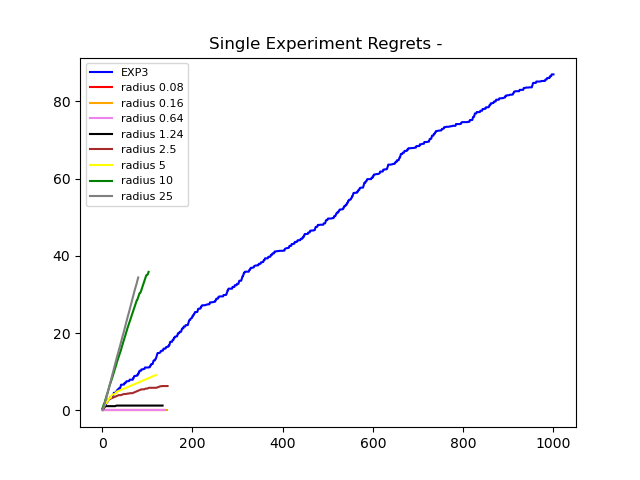 Single Experiment Regrets -
EXP3
radius 0.08
radius 0.16
radius 0.64
radius 1.24
radius 2.5
radius 5
radius 10
radius 25
80
60
40
20
0
0 200 400 600 800 1000